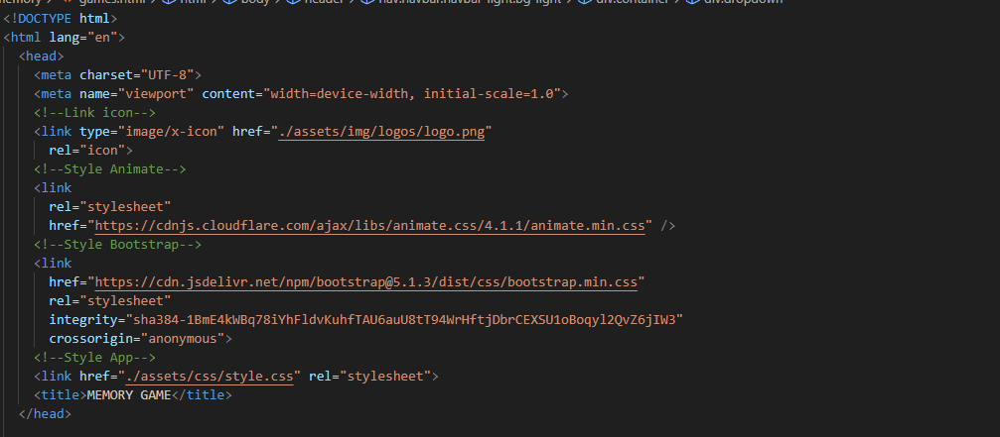 memory > games.html > html > body > header > nav.navbar.navbar-light.bg-light > div.container > div.dropdown
<!DOCTYPE html>
<html lang="en">
<head>
<meta charset="UTF-8">
<meta name="viewport" content="width=device-width, initial-scale=1.0">
<!--Link icon-->
<link type="image/x-icon" href="./assets/img/logos/logo.png"
rel="icon">
<!--Style Animate-->
<link
rel="stylesheet"
href="https://cdnjs.cloudflare.com/ajax/libs/animate.css/4.1.1/animate.min.css" />
<!--Style Bootstrap-->
<link
href="https://cdn.jsdelivr.net/npm/bootstrap@5.1.3/dist/css/bootstrap.min.css"
rel="stylesheet"
integrity="sha384-1BmE4kWBq78iYhFldvKuhfTAU6auU8tT94WrHftjDbrCEXSU1oBoqyl2QvZ6jIW3"
crossorigin="anonymous">
<!--Style App-->
<link href="./assets/css/style.css" rel="stylesheet">
<title>MEMORY GAME</title>
</head>